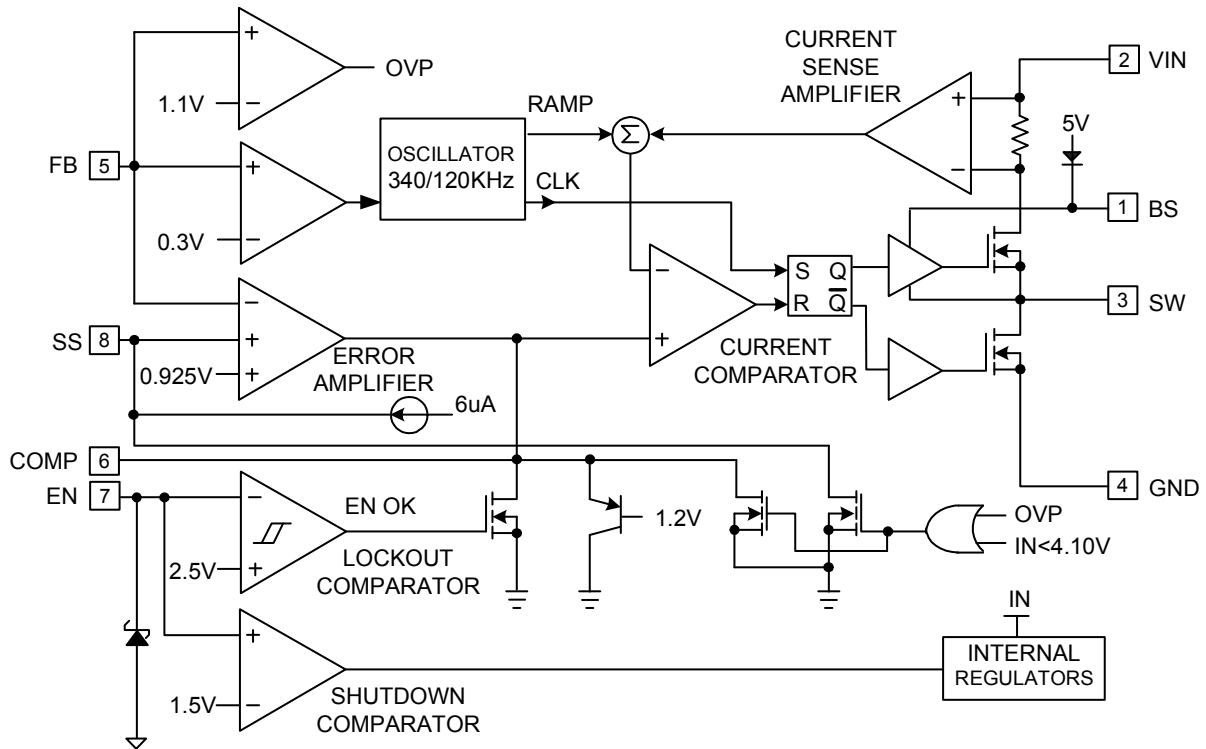 +
OVP
1.1V
−
CURRENT
SENSE
AMPLIFIER
+
−
2 VIN
5V
RAMP
Σ
FB 5
+
0.3V
−
OSCILLATOR
340/120KHz
CLK
1 BS
S Q
R Q̅
3 SW
−
+
CURRENT
COMPARATOR
SS 8
−
+
0.925V
+
ERROR
AMPLIFIER
6uA
COMP 6
EN 7
−
2.5V
+
EN OK
LOCKOUT
COMPARATOR
1.2V
4 GND
OVP
IN<4.10V
+
1.5V
−
SHUTDOWN
COMPARATOR
IN
INTERNAL
REGULATORS